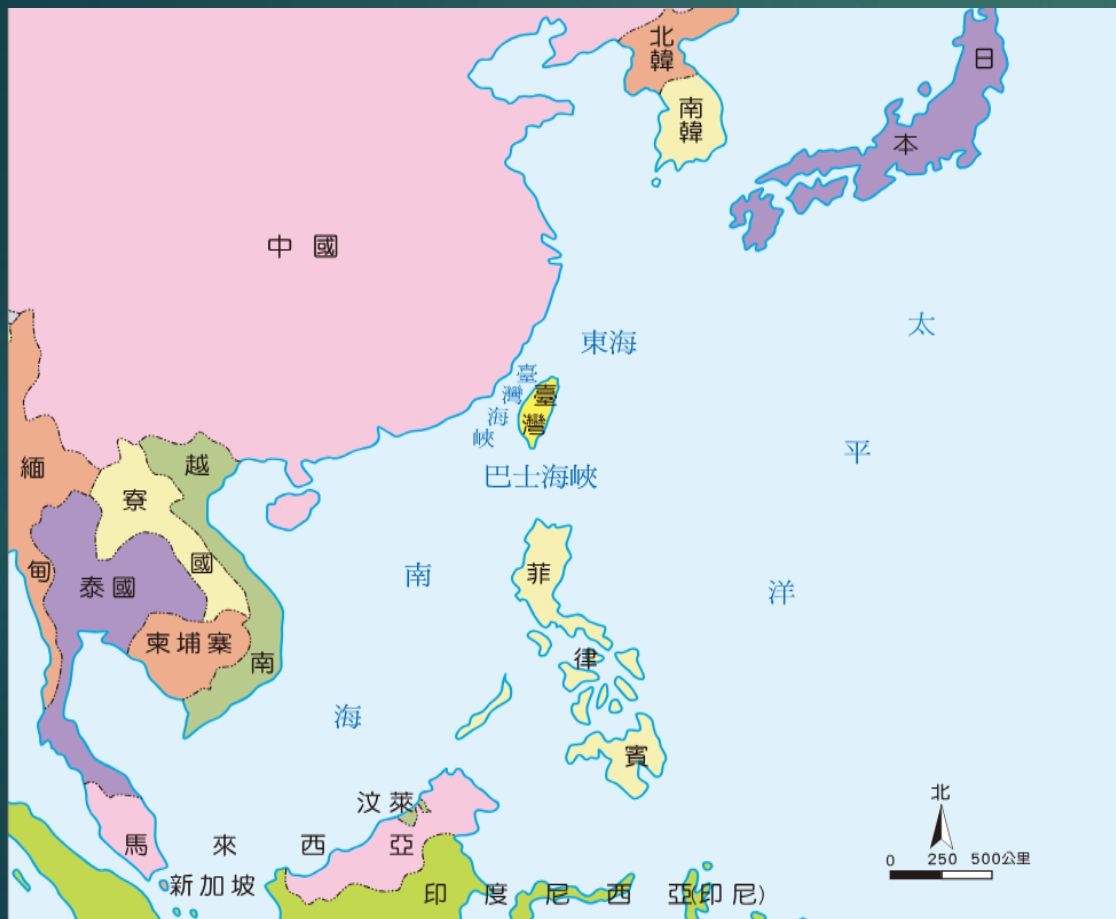 北韓
日本
南韓
中國
太平洋
東海
臺灣海峽
臺灣
巴士海峽
緬甸
越南
寮國
泰國
柬埔寨
南海
菲律賓
汶萊
馬來西亞
新加坡
印度尼西亞(印尼)
北
0 250 500公里